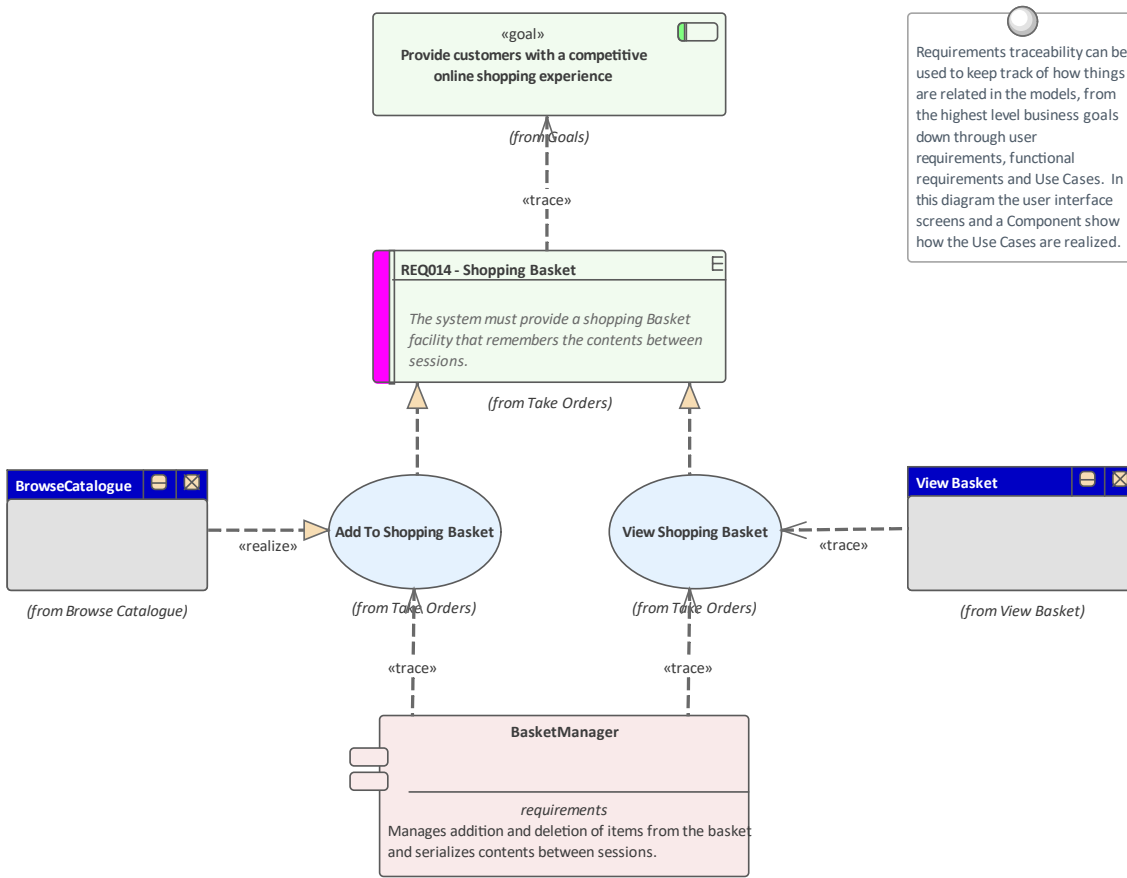 «goal»
Provide customers with a competitive
online shopping experience
(from Goals)
Requirements traceability can be
used to keep track of how things
are related in the models, from
the highest level business goals
down through user
requirements, functional
requirements and Use Cases. In
this diagram the user interface
screens and a Component show
how the Use Cases are realized.
«trace»
REQ014 - Shopping Basket
E
The system must provide a shopping Basket
facility that remembers the contents between
sessions.
(from Take Orders)
BrowseCatalogue
(from Browse Catalogue)
«realize»
Add To Shopping Basket
(from Take Orders)
View Shopping Basket
(from Take Orders)
«trace»
View Basket
(from View Basket)
«trace»
«trace»
BasketManager
requirements
Manages addition and deletion of items from the basket
and serializes contents between sessions.